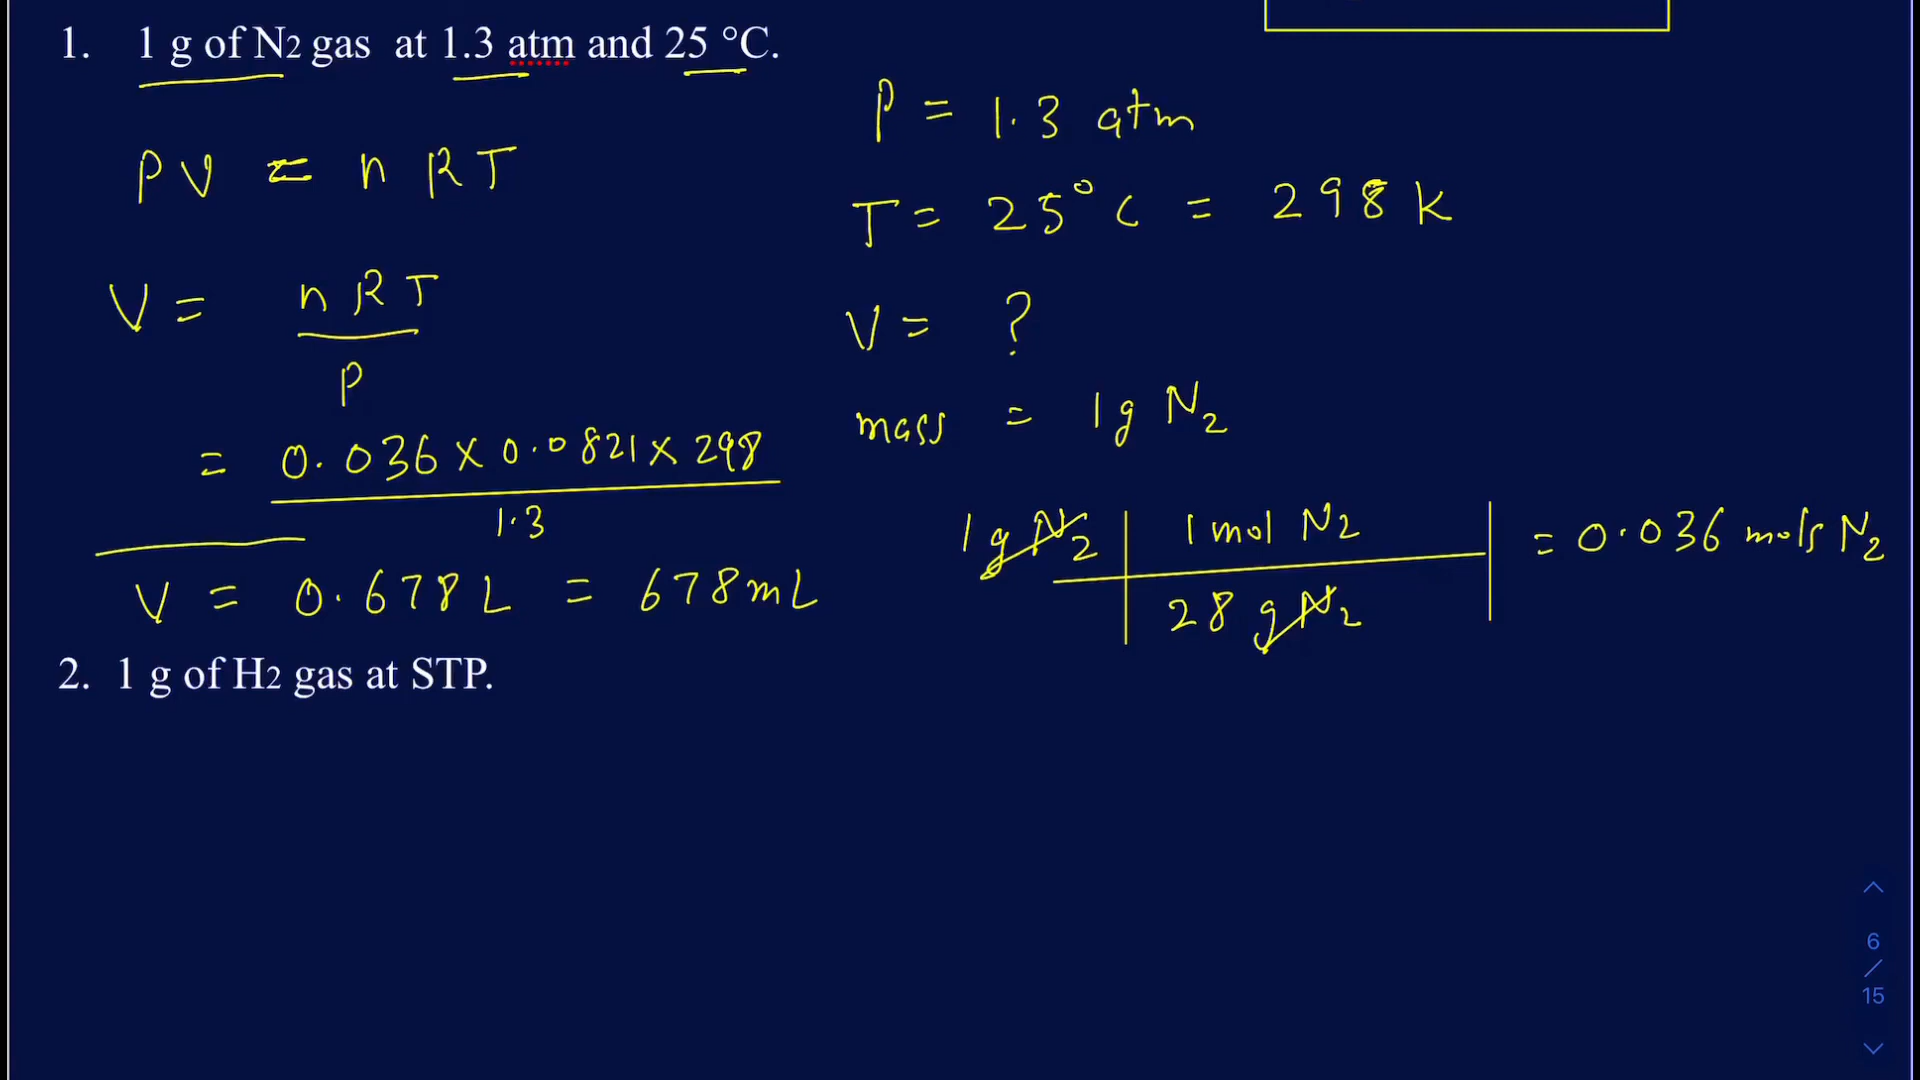 1. 1 g of N2 gas at 1.3 atm and 25 °C.
P = 1.3 atm
PV = nRT
T = 25°C = 298 K
V = nRT
P
V = ?
mass = 1g N2
= 0.036 X 0.0821 X 298
1.3
1g N2 | 1 mol N2 | = 0.036 mols N2
28 g N2
V = 0.678 L = 678 mL
2. 1 g of H2 gas at STP.
6
/
15